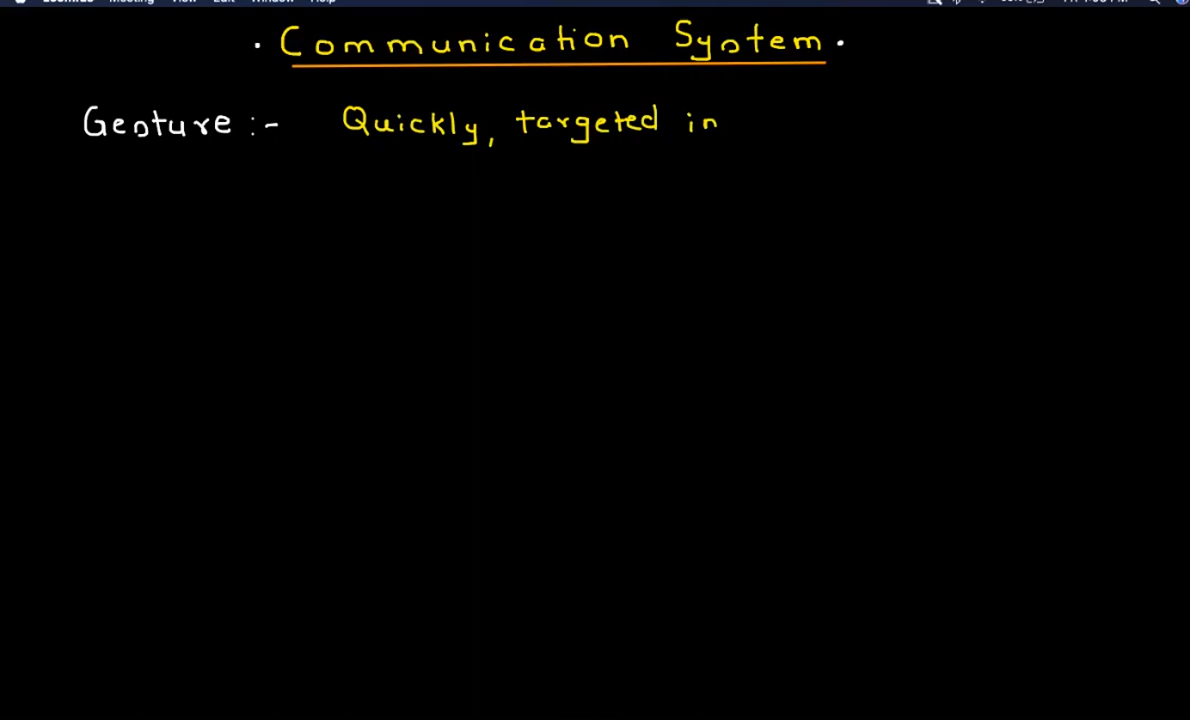 . Communication System.
Gesture :- Quickly, targeted in